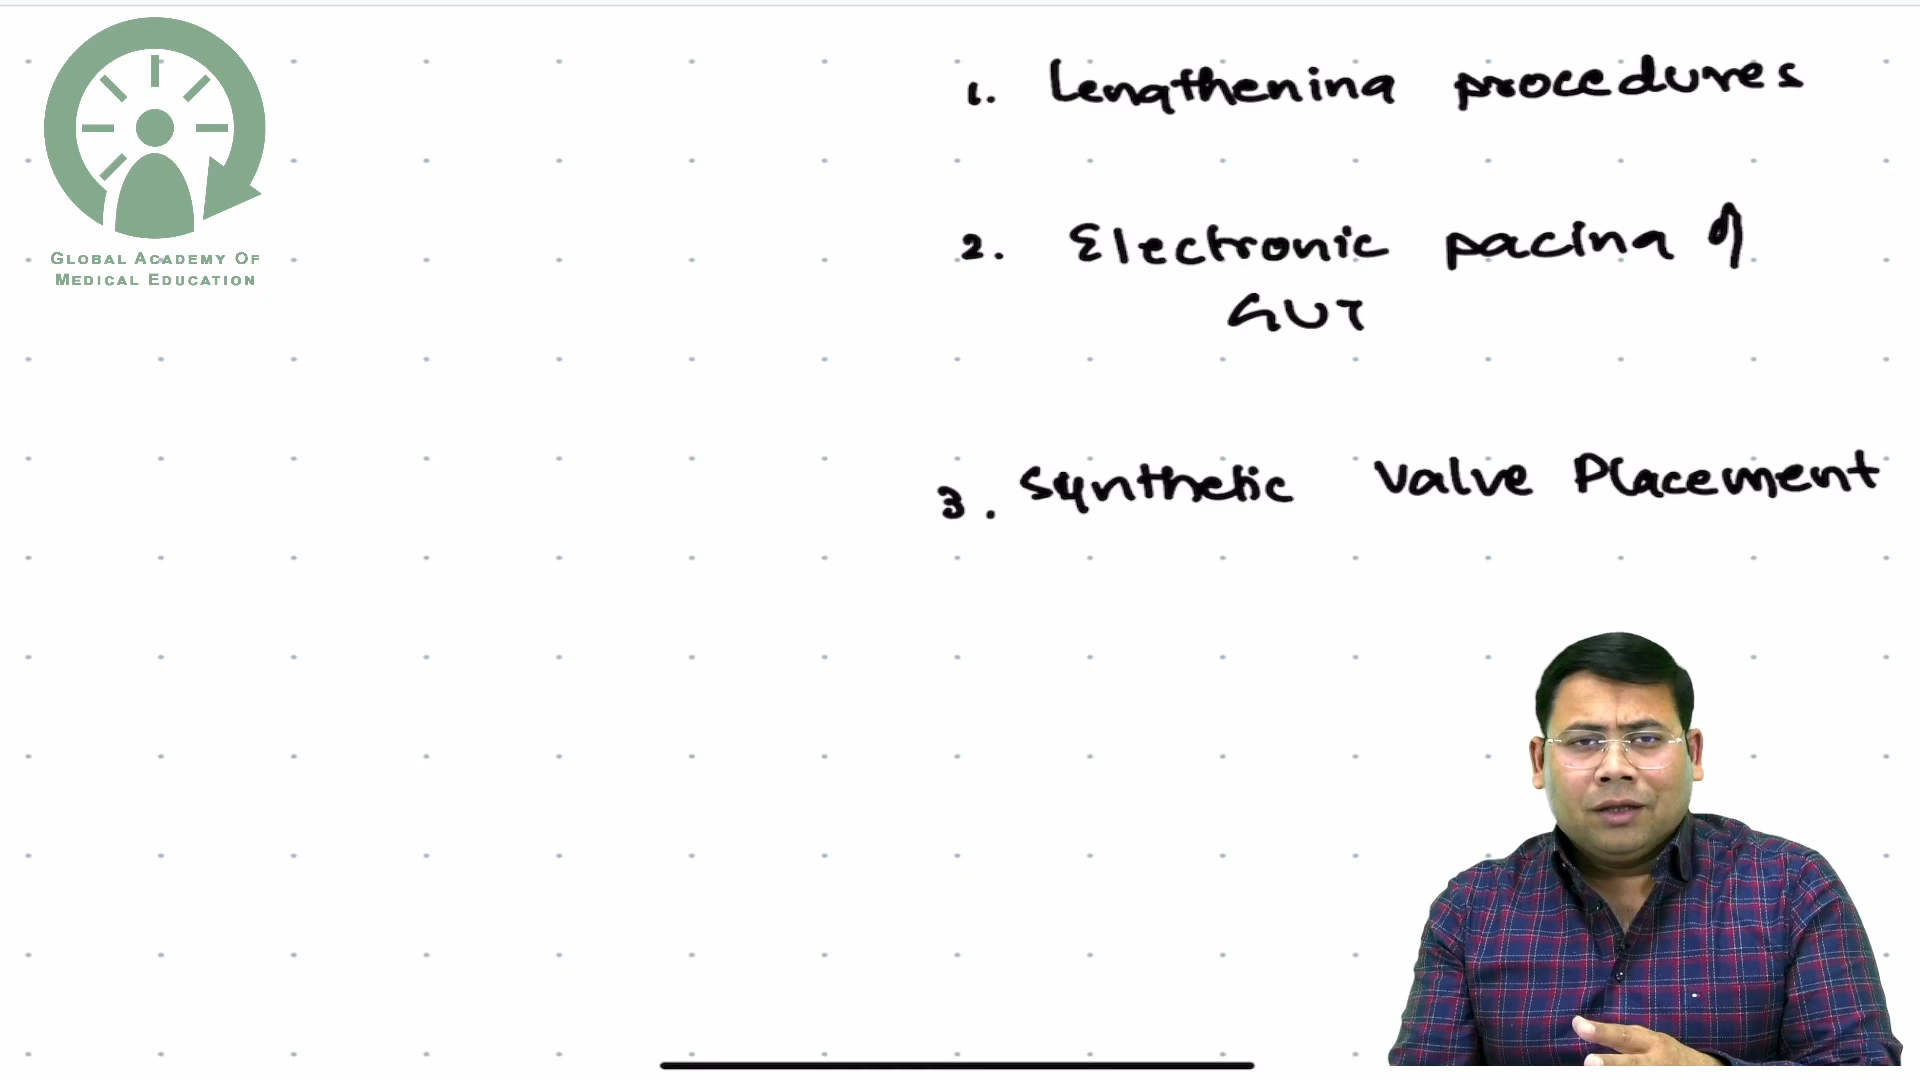 GLOBAL ACADEMY OF
MEDICAL EDUCATION
1. Lengthening procedures
2. Electronic pacing of
GUT
3. Synthetic Valve Placement